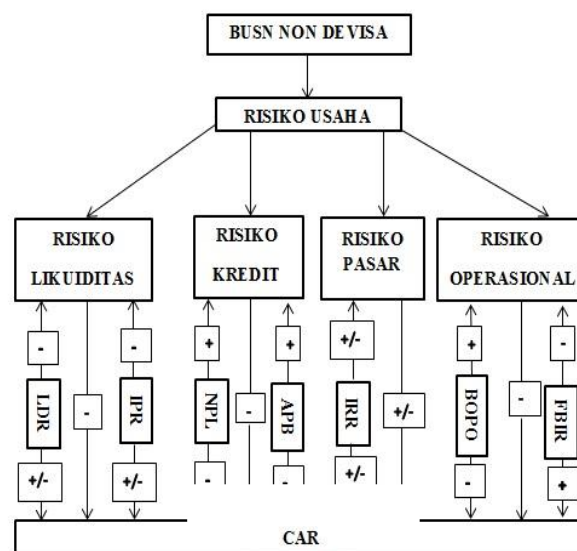 BUSN NON DEVISA
RISIKO USAHA
RISIKO LIKUIDITAS
RISIKO KREDIT
RISIKO PASAR
RISIKO OPERASIONAL
- - + + +/- + -
LDR IPR NPL APB IRR BOPO FBIR
- - +/- -
+/- +/- - - +/- - +
CAR